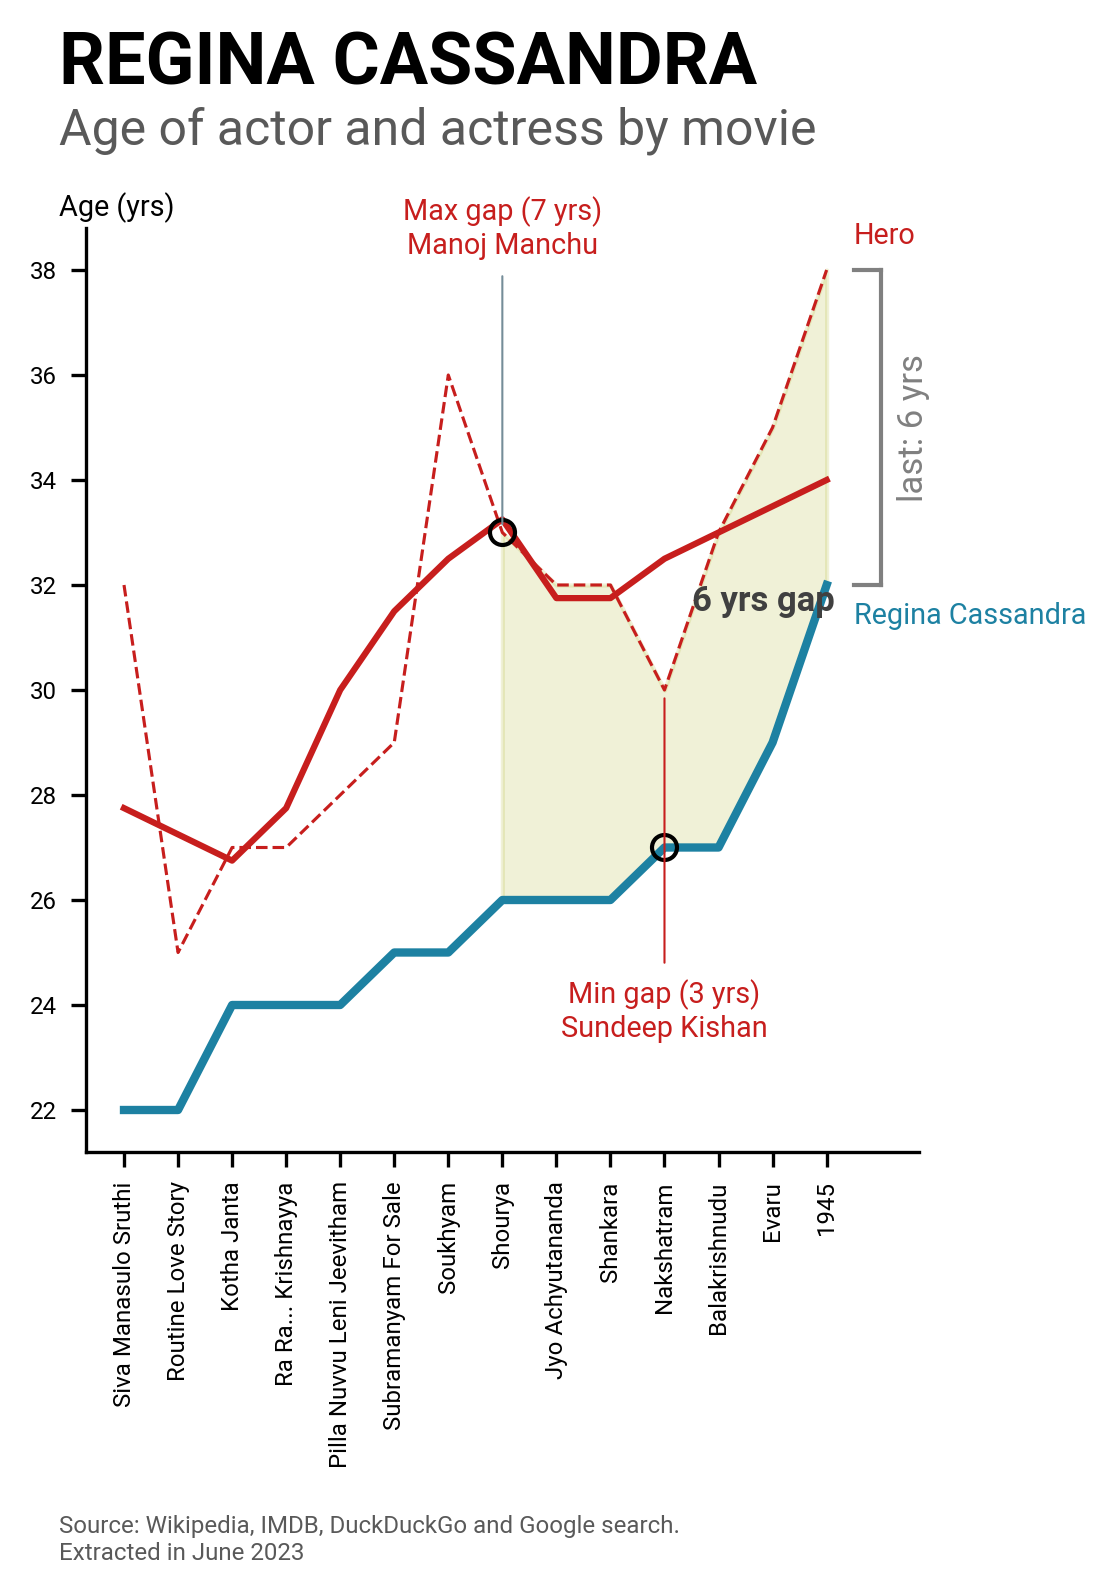 REGINA CASSANDRA
Age of actor and actress by movie
Age (yrs)
Max gap (7 yrs)
Manoj Manchu
Hero
38
36
34
32
30
28
26
24
22
last: 6 yrs
6 yrs gap
Regina Cassandra
Min gap (3 yrs)
Sundeep Kishan
Siva Manasulo Sruthi
Routine Love Story
Kotha Janta
Ra Ra... Krishnayya
Pilla Nuvvu Leni Jeevitham
Subramanyam For Sale
Soukhyam
Shourya
Jyo Achyutananda
Shankara
Nakshatram
Balakrishnudu
Evaru
1945
Source: Wikipedia, IMDB, DuckDuckGo and Google search.
Extracted in June 2023